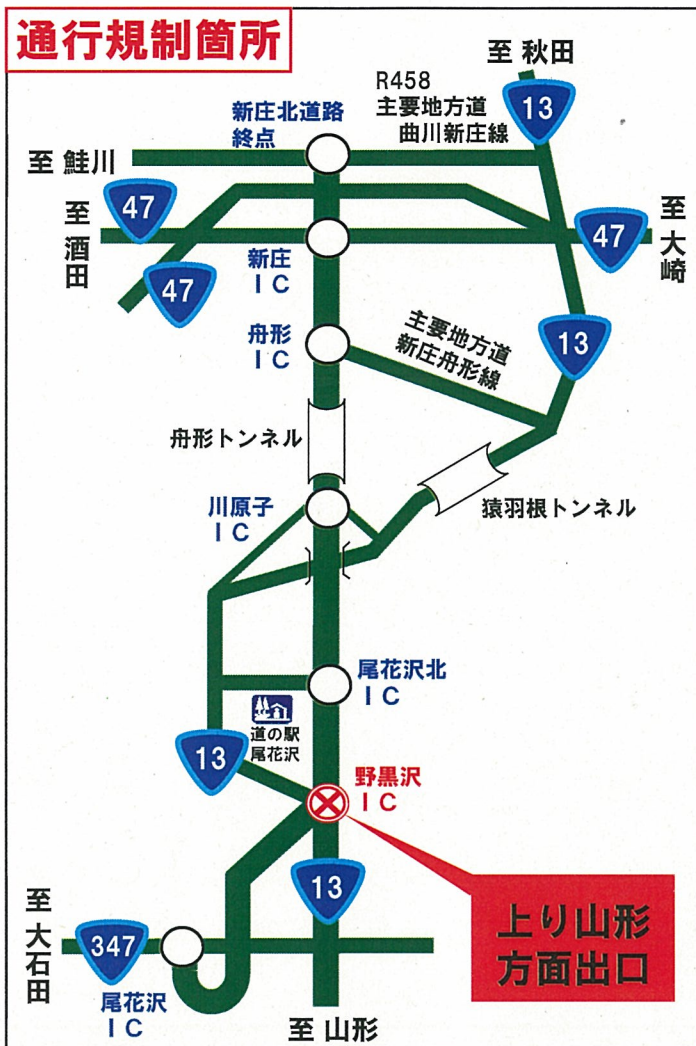 通行規制箇所
至 秋田
R458
主要地方道
曲川新庄線
13
新庄北道路
終点
至 鮭川
47
至
酒田
47
新庄
IC
47
至
大崎
舟形
IC
主要地方道
新庄舟形線
13
舟形トンネル
川原子
IC
猿羽根トンネル
尾花沢北
IC
道の駅
尾花沢
13
野黒沢
IC
13
上り山形
方面出口
至
大石田
347
尾花沢
IC
至 山形